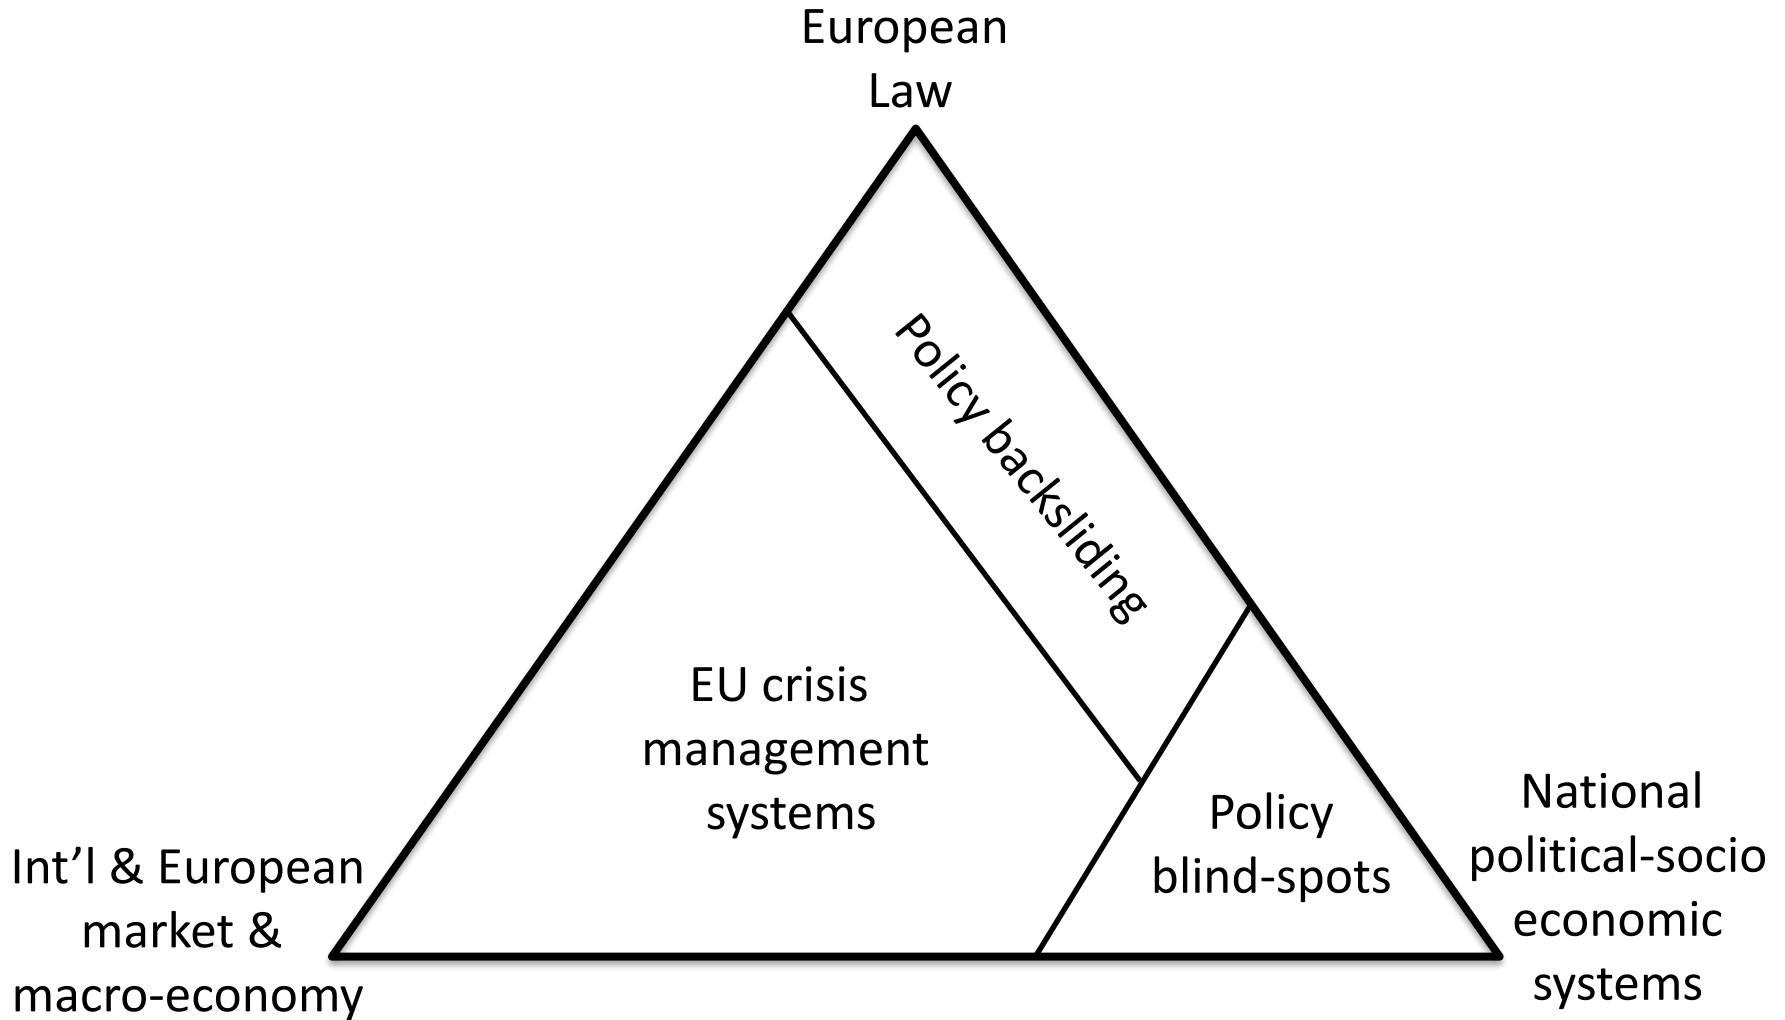 European
Law
Policy backsliding
EU crisis
management
systems
Policy
blind-spots
Int’l & European
market &
macro-economy
National
political-socio
economic
systems